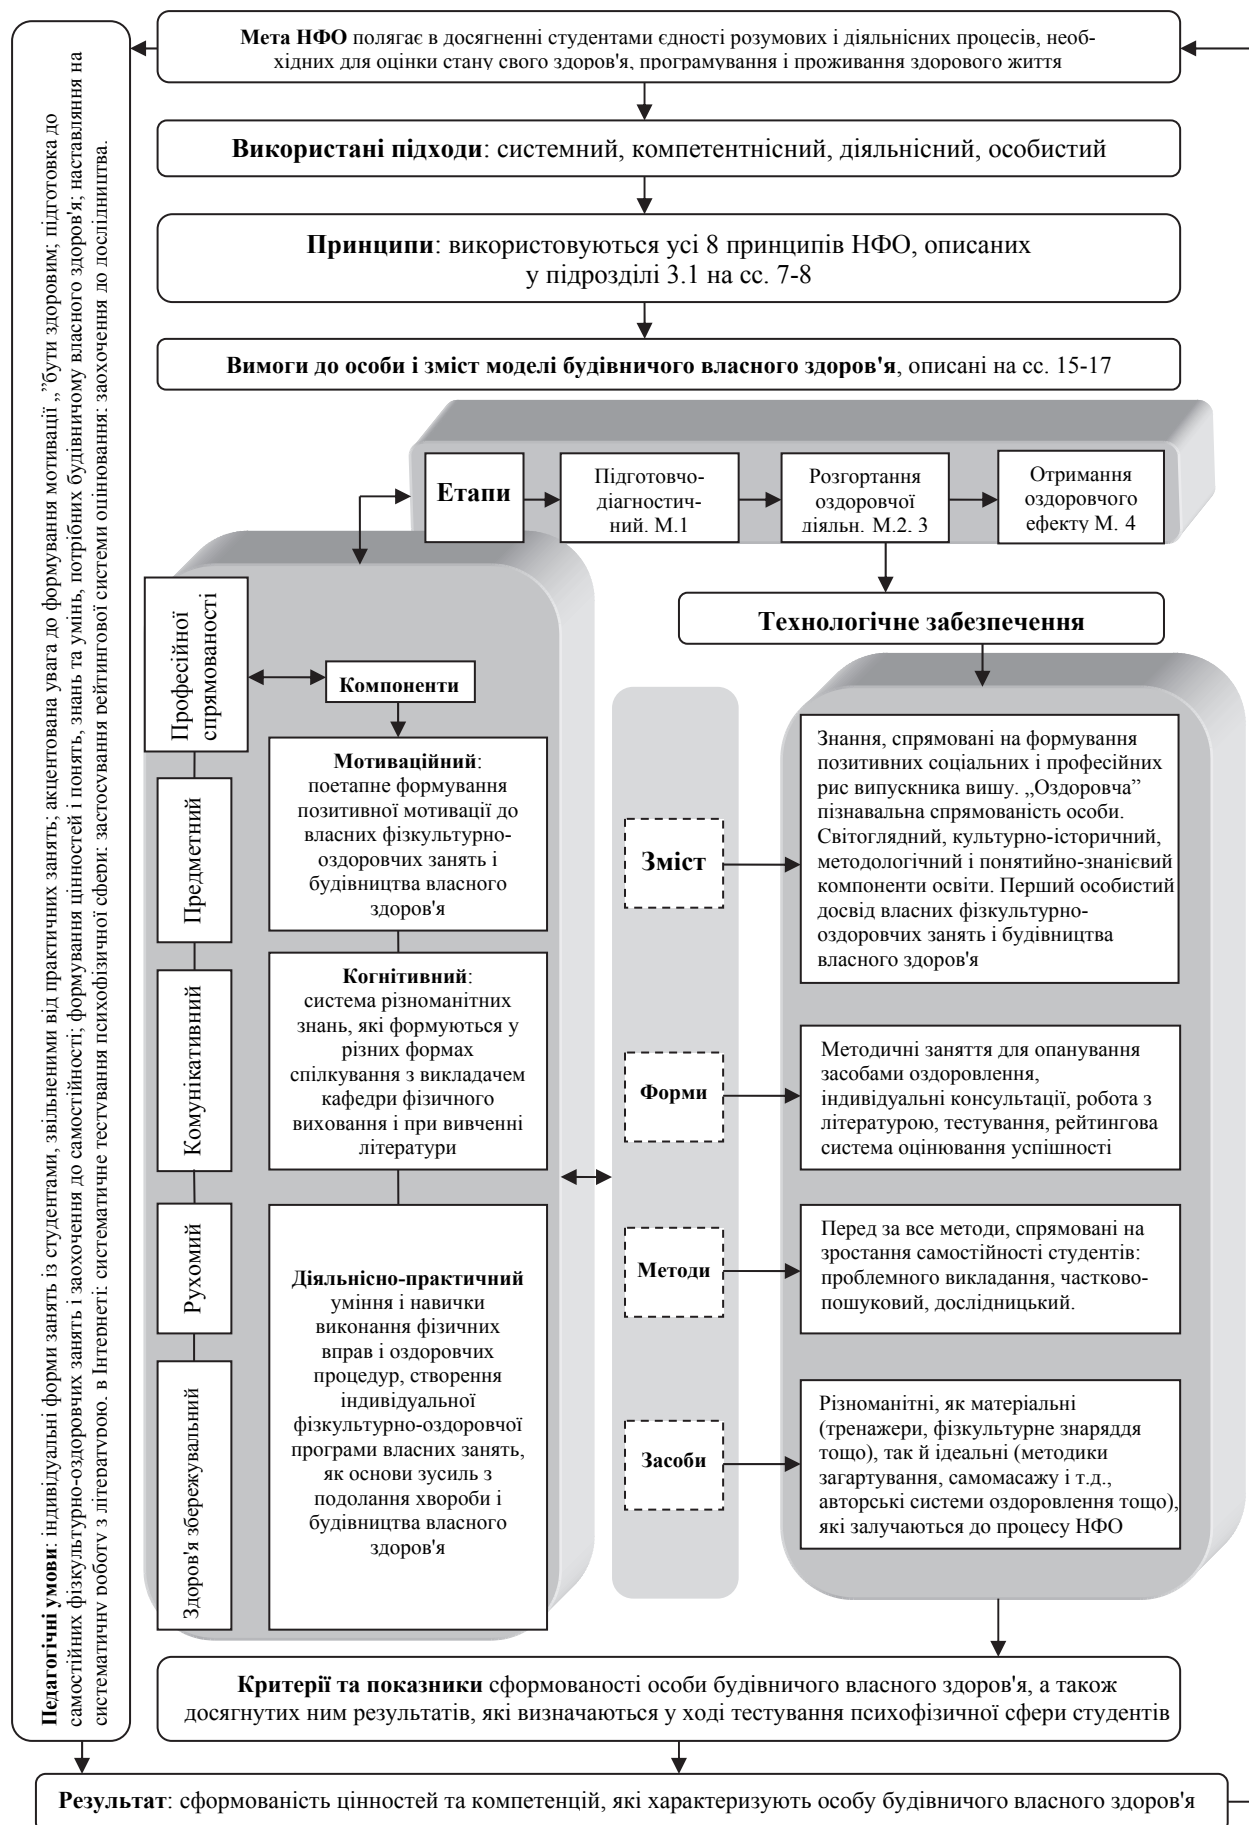 Мета НФО полягає в досягненні студентами єдності розумових і діяльнісних процесів, необ-
хідних для оцінки стану свого здоров'я, програмування і проживання здорового життя
Використані підходи: системний, компетентнісний, діяльнісний, особистий
Принципи: використовуються усі 8 принципів НФО, описаних
у підрозділі 3.1 на сс. 7-8
Вимоги до особи і зміст моделі будівничого власного здоров'я, описані на сс. 15-17
Педагогічні умови: індивідуальні форми занять із студентами, звільненими від практичних занять; акцентована увага до формування мотивації „”бути здоровим; підготовка до
самостійних фізкультурно-оздоровчих занять і заохочення до самостійності; формування цінностей і понять, знань та умінь, потрібних будівничому власного здоров'я; наставляння на
систематичну роботу з літературою. в Інтернеті: систематичне тестування психофізичної сфери: застосування рейтингової системи оцінювання: заохочення до дослідництва.
Етапи
Підготовчо-
діагностич-
ний. М.1
Розгортання
оздоровчої
діяльн. М.2. 3
Отримання
оздоровчого
ефекту М. 4
Технологічне забезпечення
Професійної
спрямованості
Предметний
Комунікативний
Рухомий
Здоров'я збережувальний
Компоненти
Мотиваційний:
поетапне формування
позитивної мотивації до
власних фізкультурно-
оздоровчих занять і
будівництва власного
здоров'я
Когнітивний:
система різноманітних
знань, які формуються у
різних формах
спілкування з викладачем
кафедри фізичного
виховання і при вивченні
літератури
Діяльнісно-практичний
уміння і навички
виконання фізичних
вправ і оздоровчих
процедур, створення
індивідуальної
фізкультурно-оздоровчої
програми власних занять,
як основи зусиль з
подолання хвороби і
будівництва власного
здоров'я
Зміст
Знання, спрямовані на формування
позитивних соціальних і професійних
рис випускника вишу. „Оздоровча”
пізнавальна спрямованість особи.
Світоглядний, культурно-історичний,
методологічний і понятійно-знанієвий
компоненти освіти. Перший особистий
досвід власних фізкультурно-
оздоровчих занять і будівництва
власного здоров'я
Форми
Методичні заняття для опанування
засобами оздоровлення,
індивідуальні консультації, робота з
літературою, тестування, рейтингова
система оцінювання успішності
Методи
Перед за все методи, спрямовані на
зростання самостійності студентів:
проблемного викладання, частково-
пошуковий, дослідницький.
Засоби
Різноманітні, як матеріальні
(тренажери, фізкультурне знаряддя
тощо), так й ідеальні (методики
загартування, самомасажу і т.д.,
авторські системи оздоровлення тощо),
які залучаються до процесу НФО
Критерії та показники сформованості особи будівничого власного здоров'я, а також
досягнутих ним результатів, які визначаються у ході тестування психофізичної сфери студентів
Результат: сформованість цінностей та компетенцій, які характеризують особу будівничого власного здоров'я